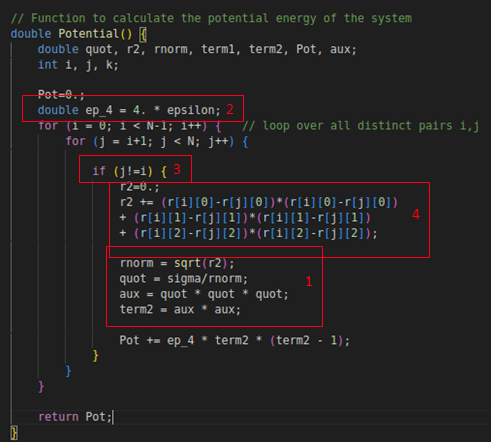 // Function to calculate the potential energy of the system
double Potential() {
double quot, r2, rnorm, term1, term2, Pot, aux;
int i, j, k;
Pot=0.;
double ep_4 = 4. * epsilon; 2
for (i = 0; i < N-1; i++) { // loop over all distinct pairs i,j
for (j = i+1; j < N; j++) {
if (j!=i) { 3
r2=0.;
r2 += (r[i][0]-r[j][0])*(r[i][0]-r[j][0])
+ (r[i][1]-r[j][1])*(r[i][1]-r[j][1]) 4
+ (r[i][2]-r[j][2])*(r[i][2]-r[j][2]);
rnorm = sqrt(r2);
quot = sigma/rnorm; 1
aux = quot * quot * quot;
term2 = aux * aux;
Pot += ep_4 * term2 * (term2 - 1);
}
}
}
return Pot;
}